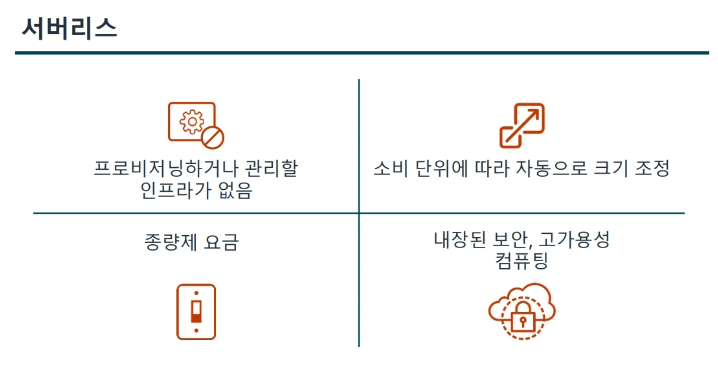 서버리스
프로비저닝하거나 관리할
인프라가 없음
소비 단위에 따라 자동으로 크기 조정
종량제 요금
내장된 보안, 고가용성
컴퓨팅